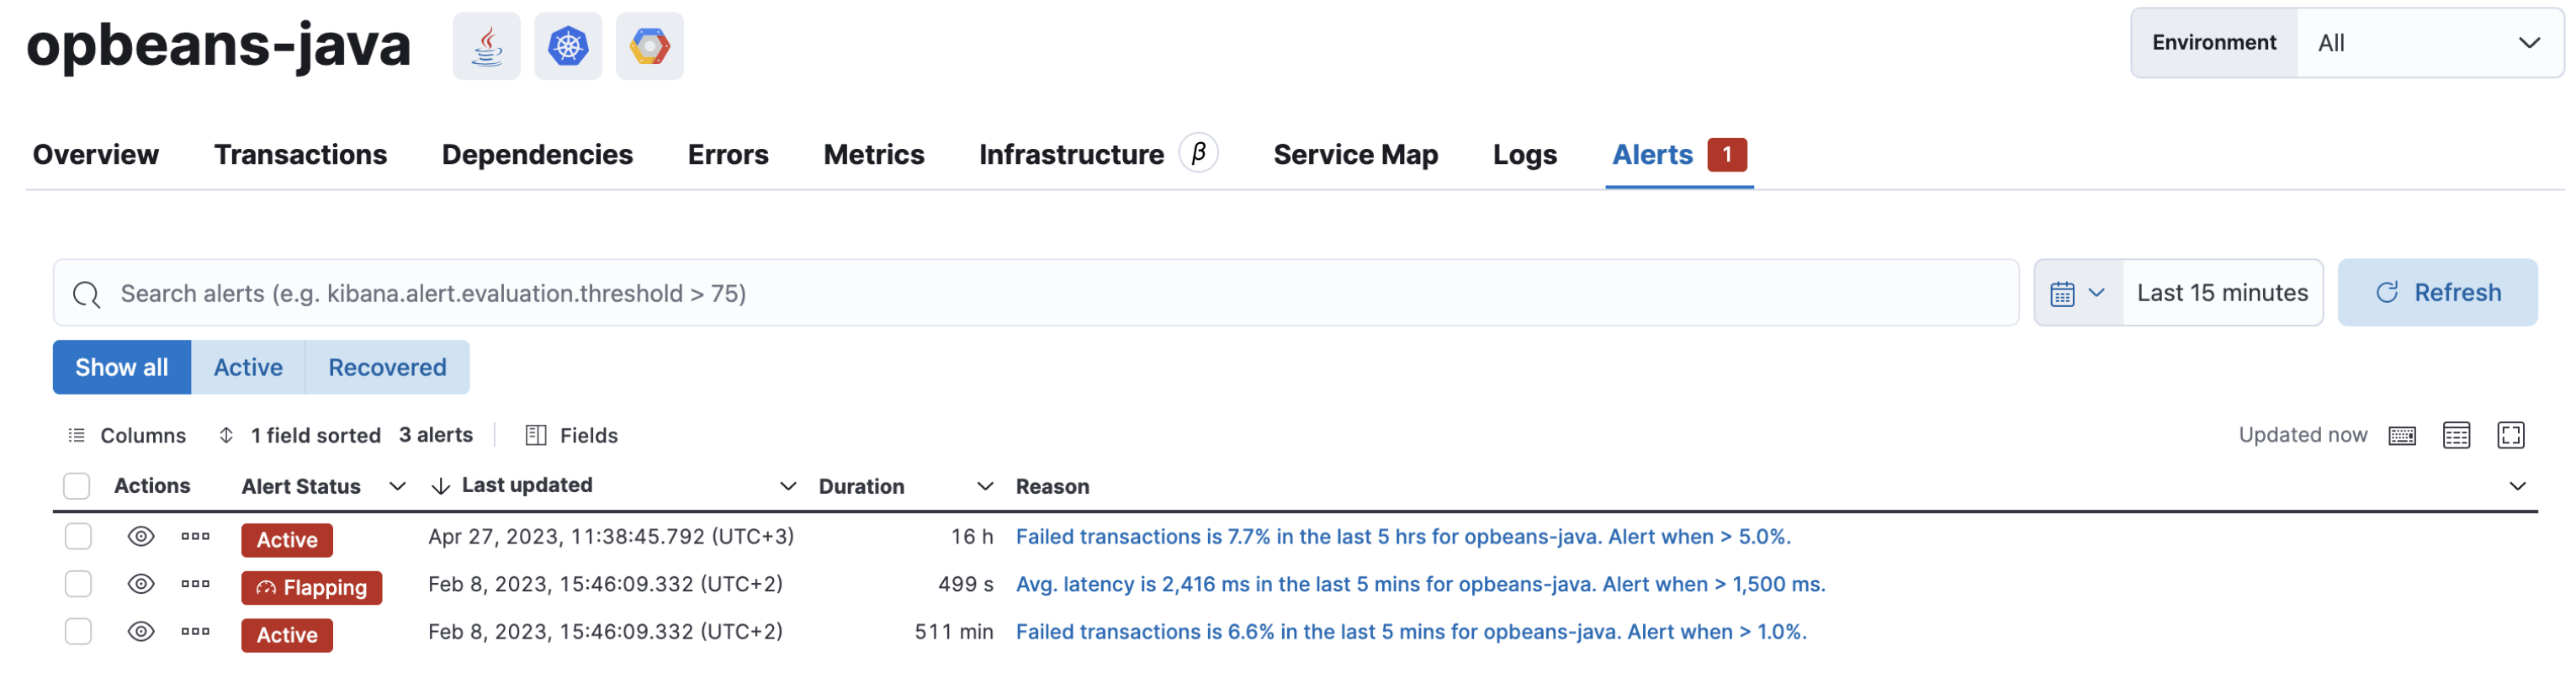 opbeans-java
Environment All
Overview Transactions Dependencies Errors Metrics Infrastructure β Service Map Logs Alerts 1
Search alerts (e.g. kibana.alert.evaluation.threshold > 75) Last 15 minutes Refresh
Show all Active Recovered
Columns 1 field sorted 3 alerts Fields Updated now
Actions Alert Status Last updated Duration Reason
Active Apr 27, 2023, 11:38:45.792 (UTC+3) 16 h Failed transactions is 7.7% in the last 5 hrs for opbeans-java. Alert when > 5.0%.
Flapping Feb 8, 2023, 15:46:09.332 (UTC+2) 499 s Avg. latency is 2,416 ms in the last 5 mins for opbeans-java. Alert when > 1,500 ms.
Active Feb 8, 2023, 15:46:09.332 (UTC+2) 511 min Failed transactions is 6.6% in the last 5 mins for opbeans-java. Alert when > 1.0%.